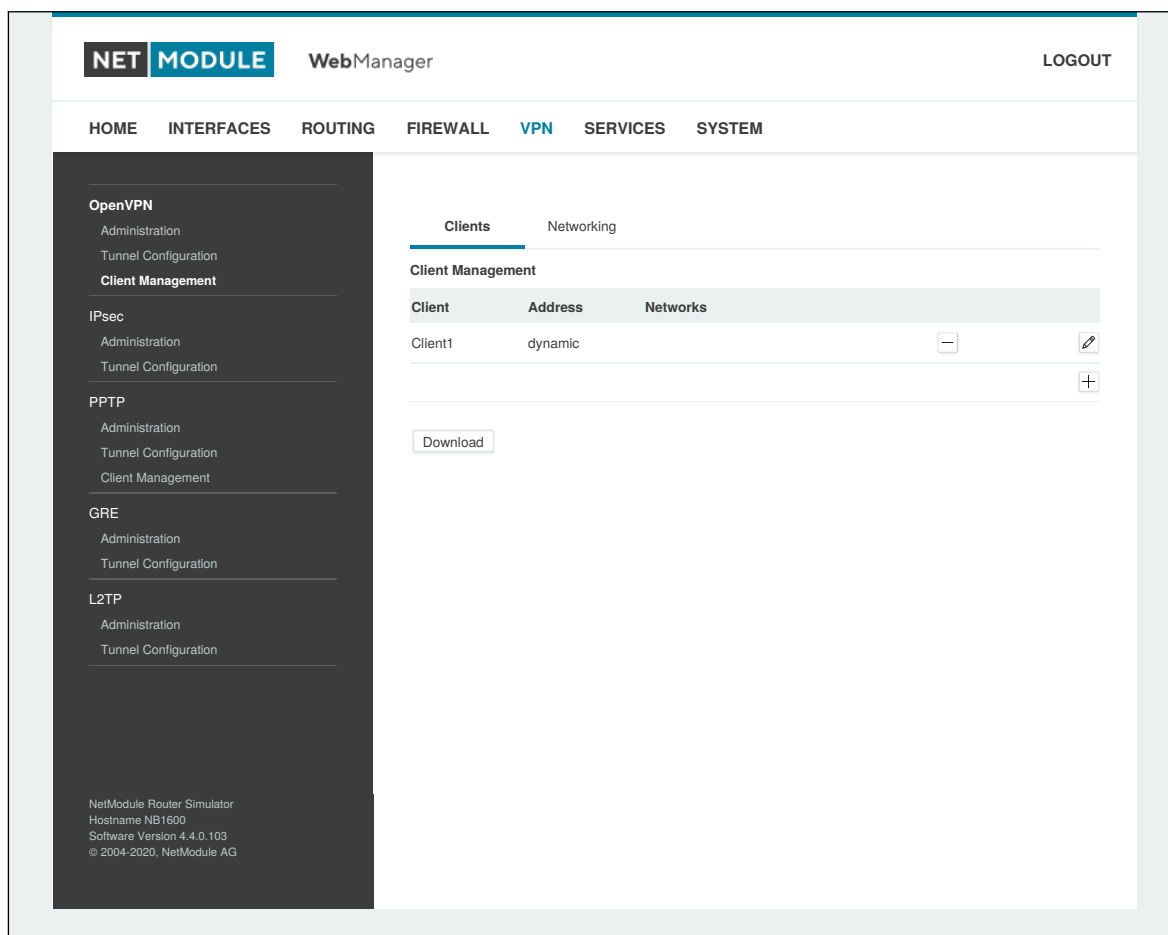 NET MODULE WebManager LOGOUT
HOME INTERFACES ROUTING FIREWALL VPN SERVICES SYSTEM
OpenVPN
Administration
Tunnel Configuration
Client Management
IPsec
Administration
Tunnel Configuration
PPTP
Administration
Tunnel Configuration
Client Management
GRE
Administration
Tunnel Configuration
L2TP
Administration
Tunnel Configuration
NetModule Router Simulator
Hostname NB1600
Software Version 4.4.0.103
© 2004-2020, NetModule AG
Clients Networking
Client Management
Client Address Networks
Client1 dynamic
Download